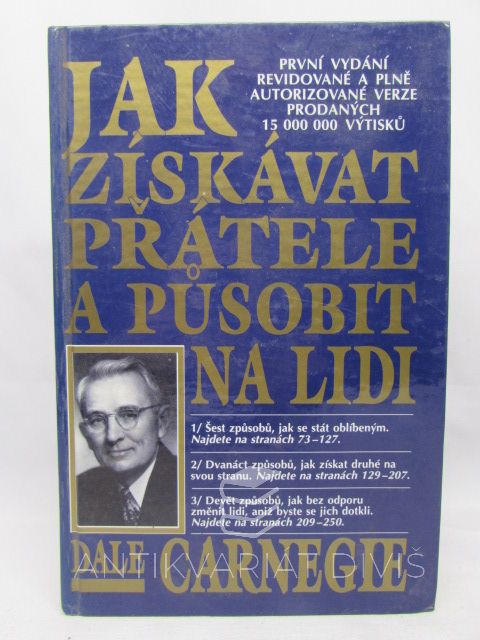 JAK
PRVNÍ VYDÁNÍ
REVIDOVANÉ A PLNĚ
AUTORIZOVANÉ VERZE
PRODANÝCH
15 000 000 VÝTISKŮ
ZÍSKÁVAT
PŘÁTELE
A PŮSOBIT
NA LIDI
1/ Šest způsobů, jak se stát oblíbeným.
Najdete na stranách 73–127.
2/ Dvanáct způsobů, jak získat druhé na
svou stranu. Najdete na stranách 129–207.
3/ Devět způsobů, jak bez odporu
změnit lidi, aniž byste se jich dotkli.
Najdete na stranách 209–250.
DALE CARNEGIE
ANTIKVARIÁT DIVIŠ